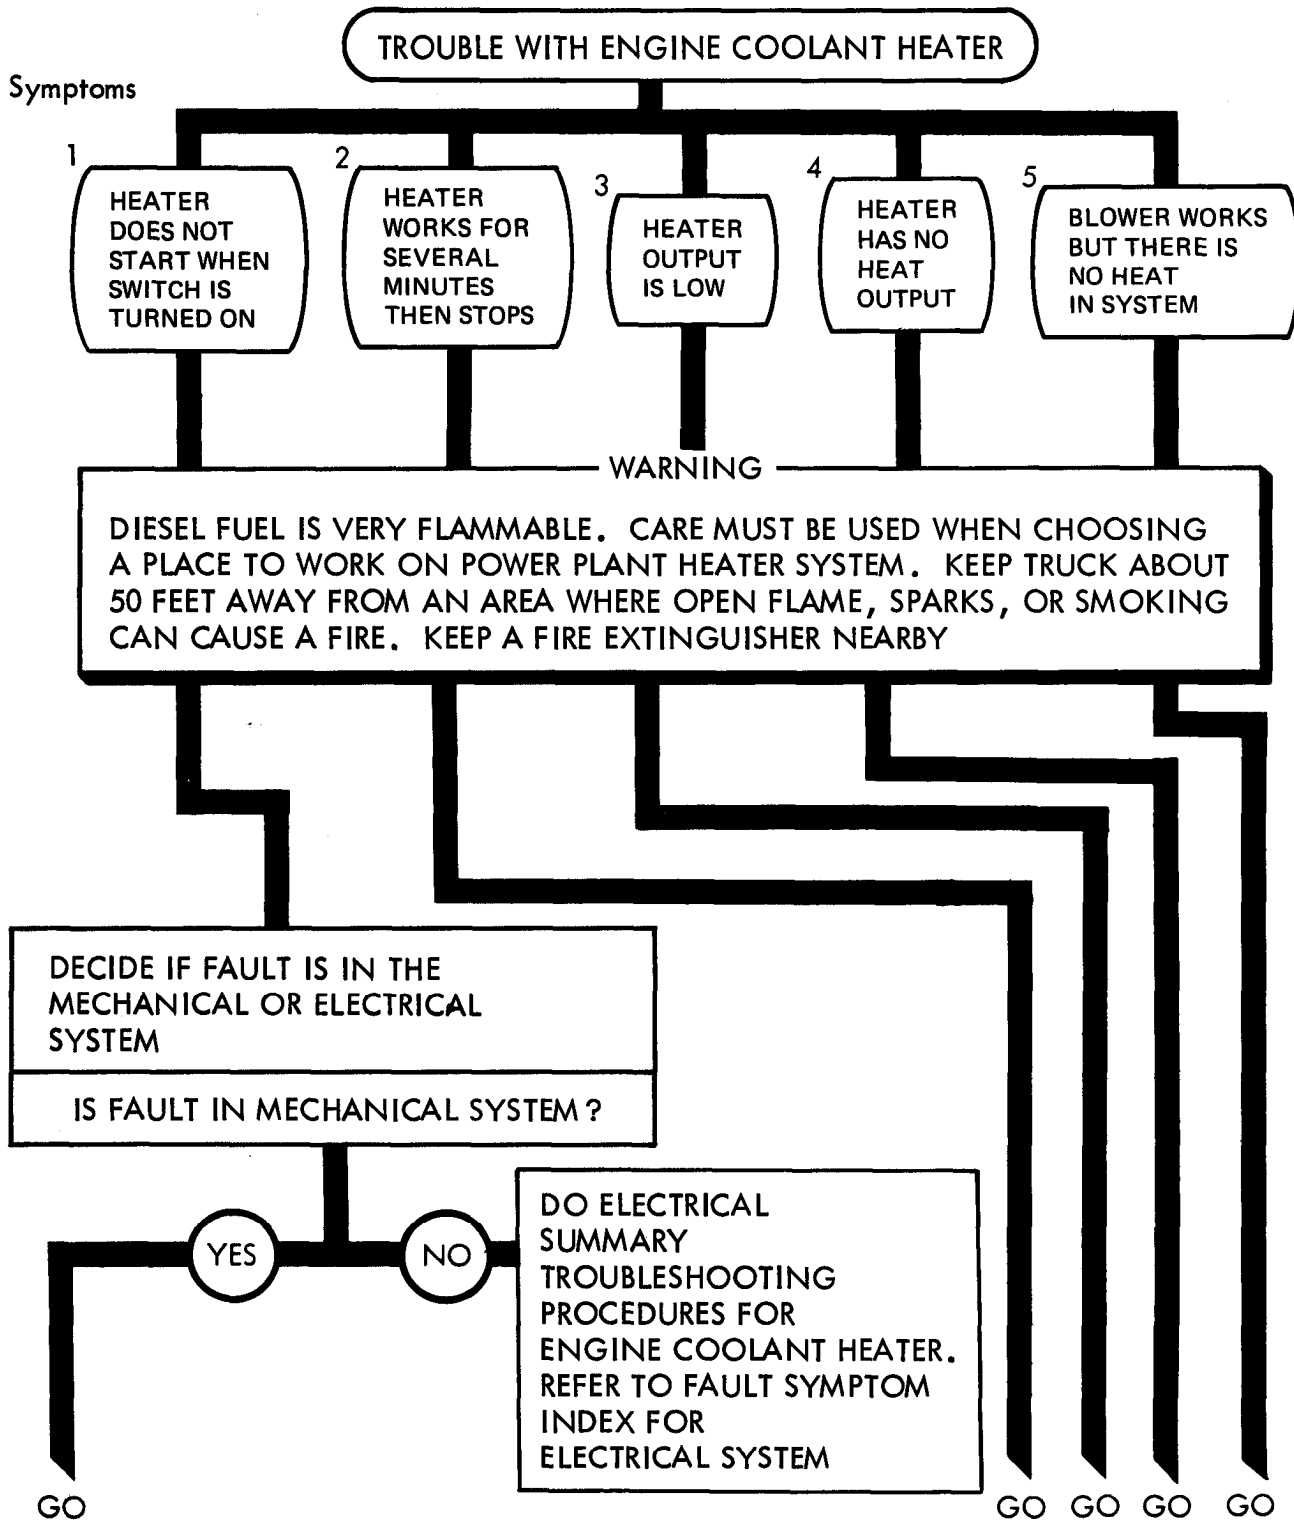 TROUBLE WITH ENGINE COOLANT HEATER
Symptoms
1
HEATER
DOES NOT
START WHEN
SWITCH IS
TURNED ON
2
HEATER
WORKS FOR
SEVERAL
MINUTES
THEN STOPS
3
HEATER
OUTPUT
IS LOW
4
HEATER
HAS NO
HEAT
OUTPUT
5
BLOWER WORKS
BUT THERE IS
NO HEAT
IN SYSTEM
WARNING
DIESEL FUEL IS VERY FLAMMABLE. CARE MUST BE USED WHEN CHOOSING
A PLACE TO WORK ON POWER PLANT HEATER SYSTEM. KEEP TRUCK ABOUT
50 FEET AWAY FROM AN AREA WHERE OPEN FLAME, SPARKS, OR SMOKING
CAN CAUSE A FIRE. KEEP A FIRE EXTINGUISHER NEARBY
DECIDE IF FAULT IS IN THE
MECHANICAL OR ELECTRICAL
SYSTEM
IS FAULT IN MECHANICAL SYSTEM?
YES
NO
DO ELECTRICAL
SUMMARY
TROUBLESHOOTING
PROCEDURES FOR
ENGINE COOLANT HEATER.
REFER TO FAULT SYMPTOM
INDEX FOR
ELECTRICAL SYSTEM
GO
GO
GO
GO
GO